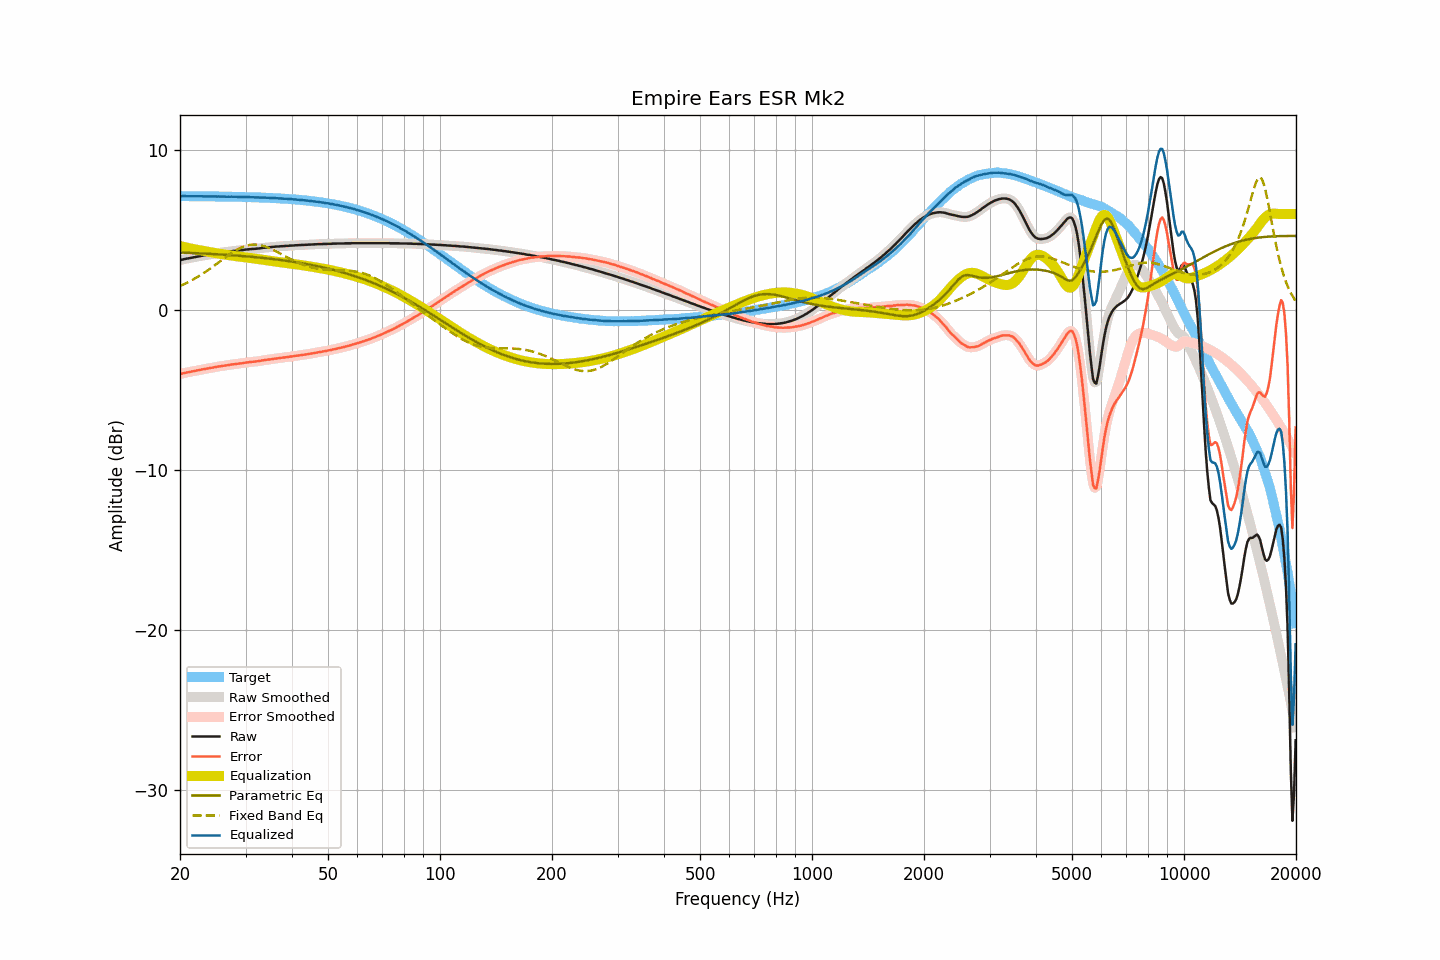 Empire Ears ESR Mk2
Amplitude (dBr)
10
0
−10
−20
−30
Target
Raw Smoothed
Error Smoothed
Raw
Error
Equalization
Parametric Eq
Fixed Band Eq
Equalized
20 50 100 200 500 1000 2000 5000 10000 20000
Frequency (Hz)